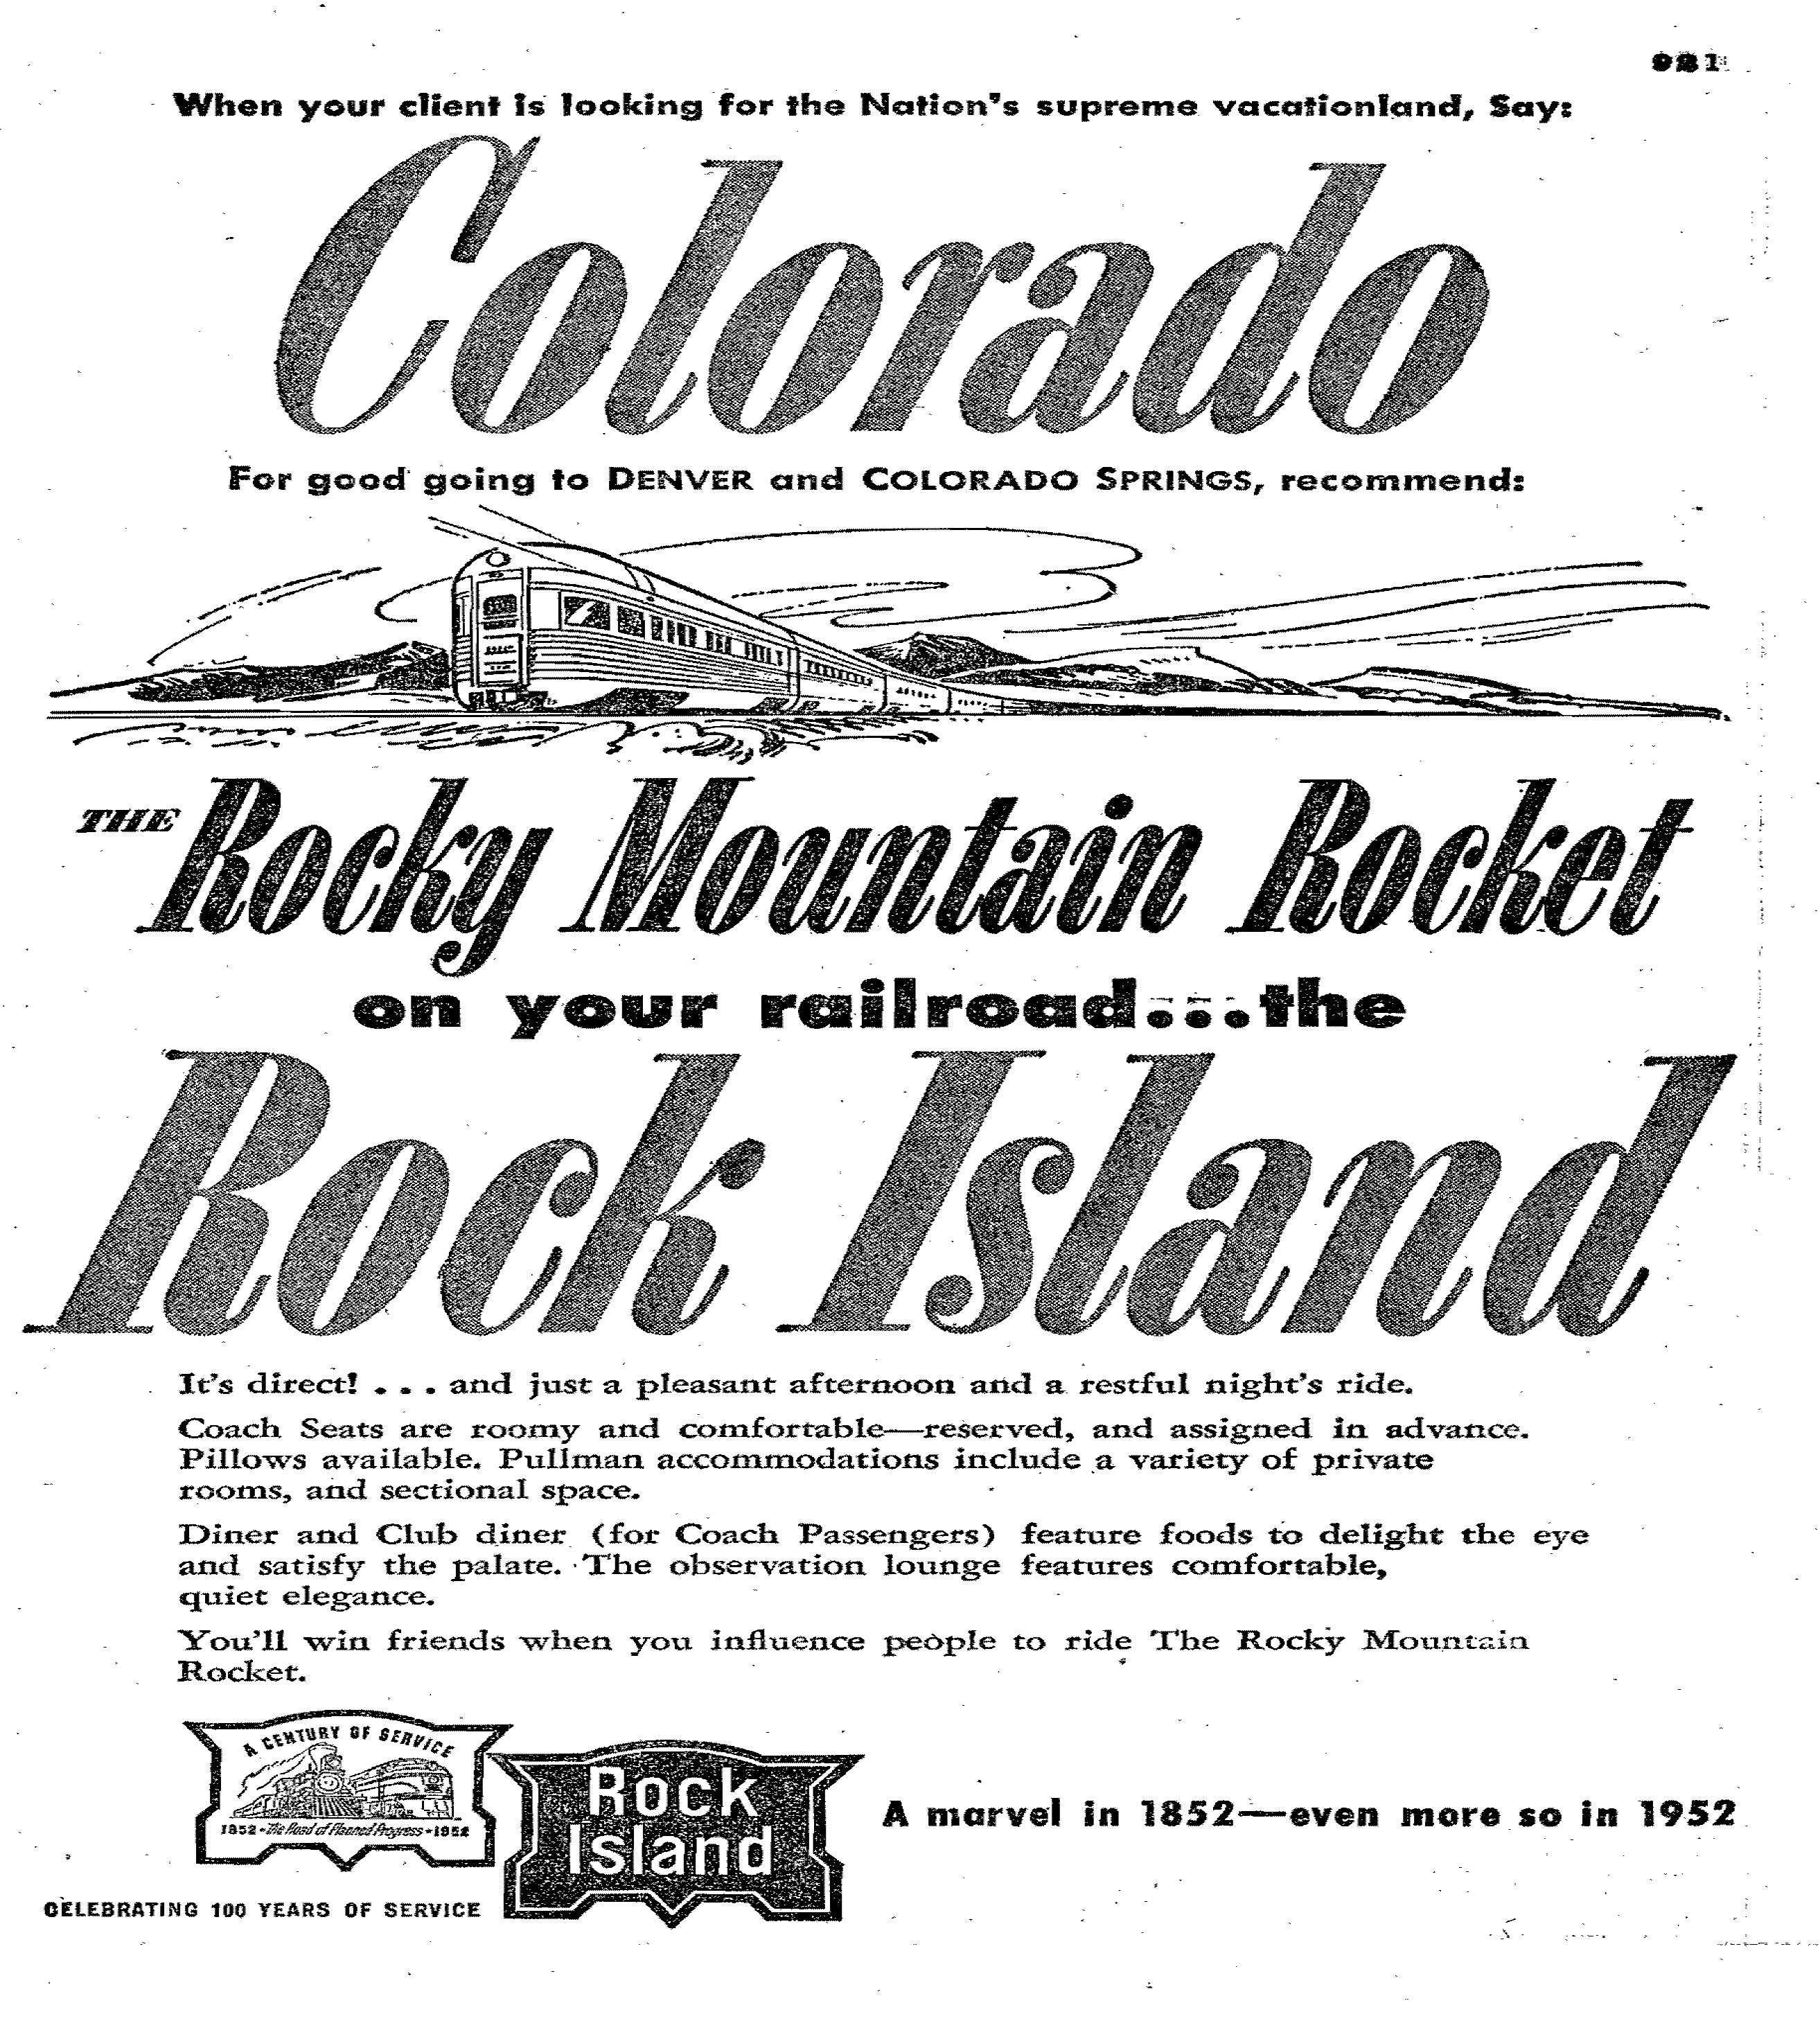 When your client is looking for the Nation's supreme vacationland, Say:
Colorado
For good going to DENVER and COLORADO SPRINGS, recommend:
THE Rocky Mountain Rocket
on your railroad...the
Rock Island
It's direct! . . . and just a pleasant afternoon and a restful night's ride.
Coach Seats are roomy and comfortable—reserved, and assigned in advance.
Pillows available. Pullman accommodations include a variety of private
rooms, and sectional space.
Diner and Club diner (for Coach Passengers) feature foods to delight the eye
and satisfy the palate. The observation lounge features comfortable,
quiet elegance.
You'll win friends when you influence people to ride The Rocky Mountain
Rocket.
A CENTURY OF SERVICE
1852-The Road of Planned Progress-1952
CELEBRATING 100 YEARS OF SERVICE
Rock
Island
A marvel in 1852—even more so in 1952